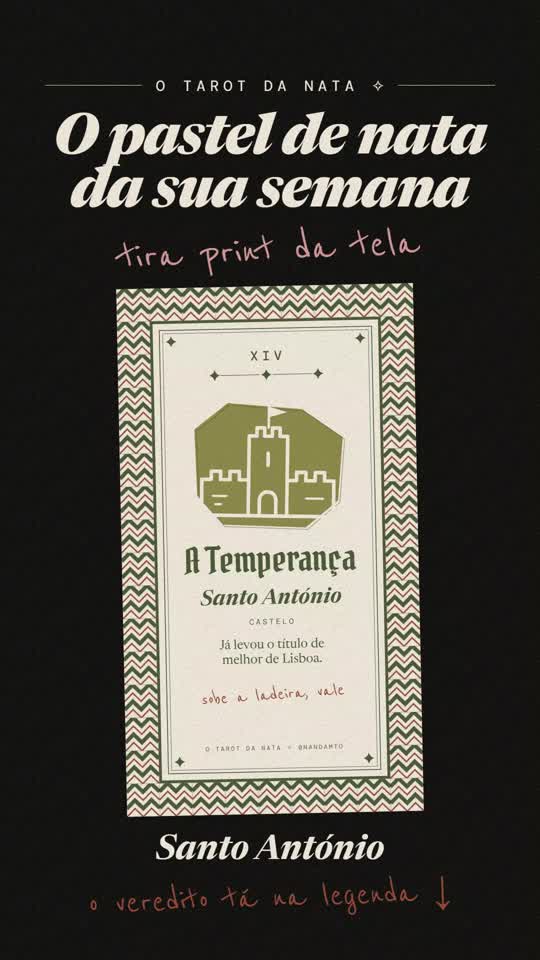 O TAROT DA NATA ✧
O pastel de nata
da sua semana
tira print da tela
XIV
A Temperança
Santo António
CASTELO
Já levou o título de
melhor de Lisboa.
sobe a ladeira, vale
O TAROT DA NATA ✧ @NANDAMTO
Santo António
o veredito tá na legenda ↓